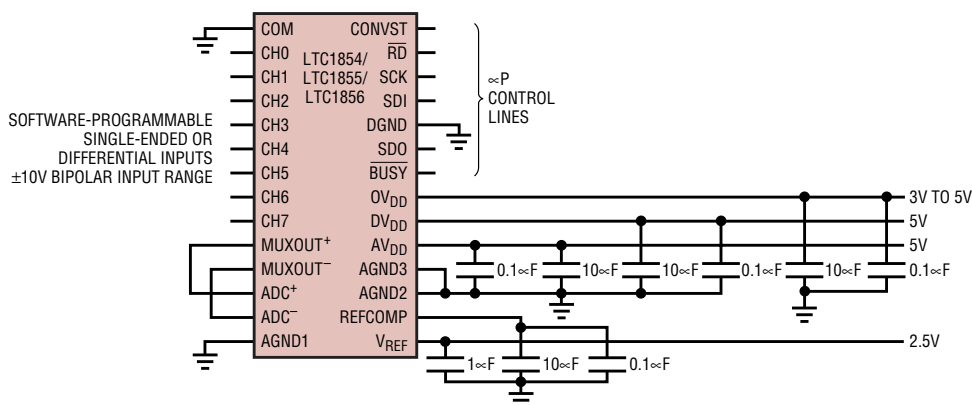 COM
CH0
CH1
CH2
CH3
CH4
CH5
CH6
CH7
MUXOUT+
MUXOUT−
ADC+
ADC−
AGND1
LTC1854/
LTC1855/
LTC1856
CONVST
RD
SCK
SDI
DGND
SDO
BUSY
OVDD
DVDD
AVDD
AGND3
AGND2
REFCOMP
VREF
SOFTWARE-PROGRAMMABLE
SINGLE-ENDED OR
DIFFERENTIAL INPUTS
±10V BIPOLAR INPUT RANGE
∝P
CONTROL
LINES
3V TO 5V
5V
5V
0.1∝F 10∝F 10∝F 0.1∝F 10∝F 0.1∝F
2.5V
1∝F 10∝F 0.1∝F